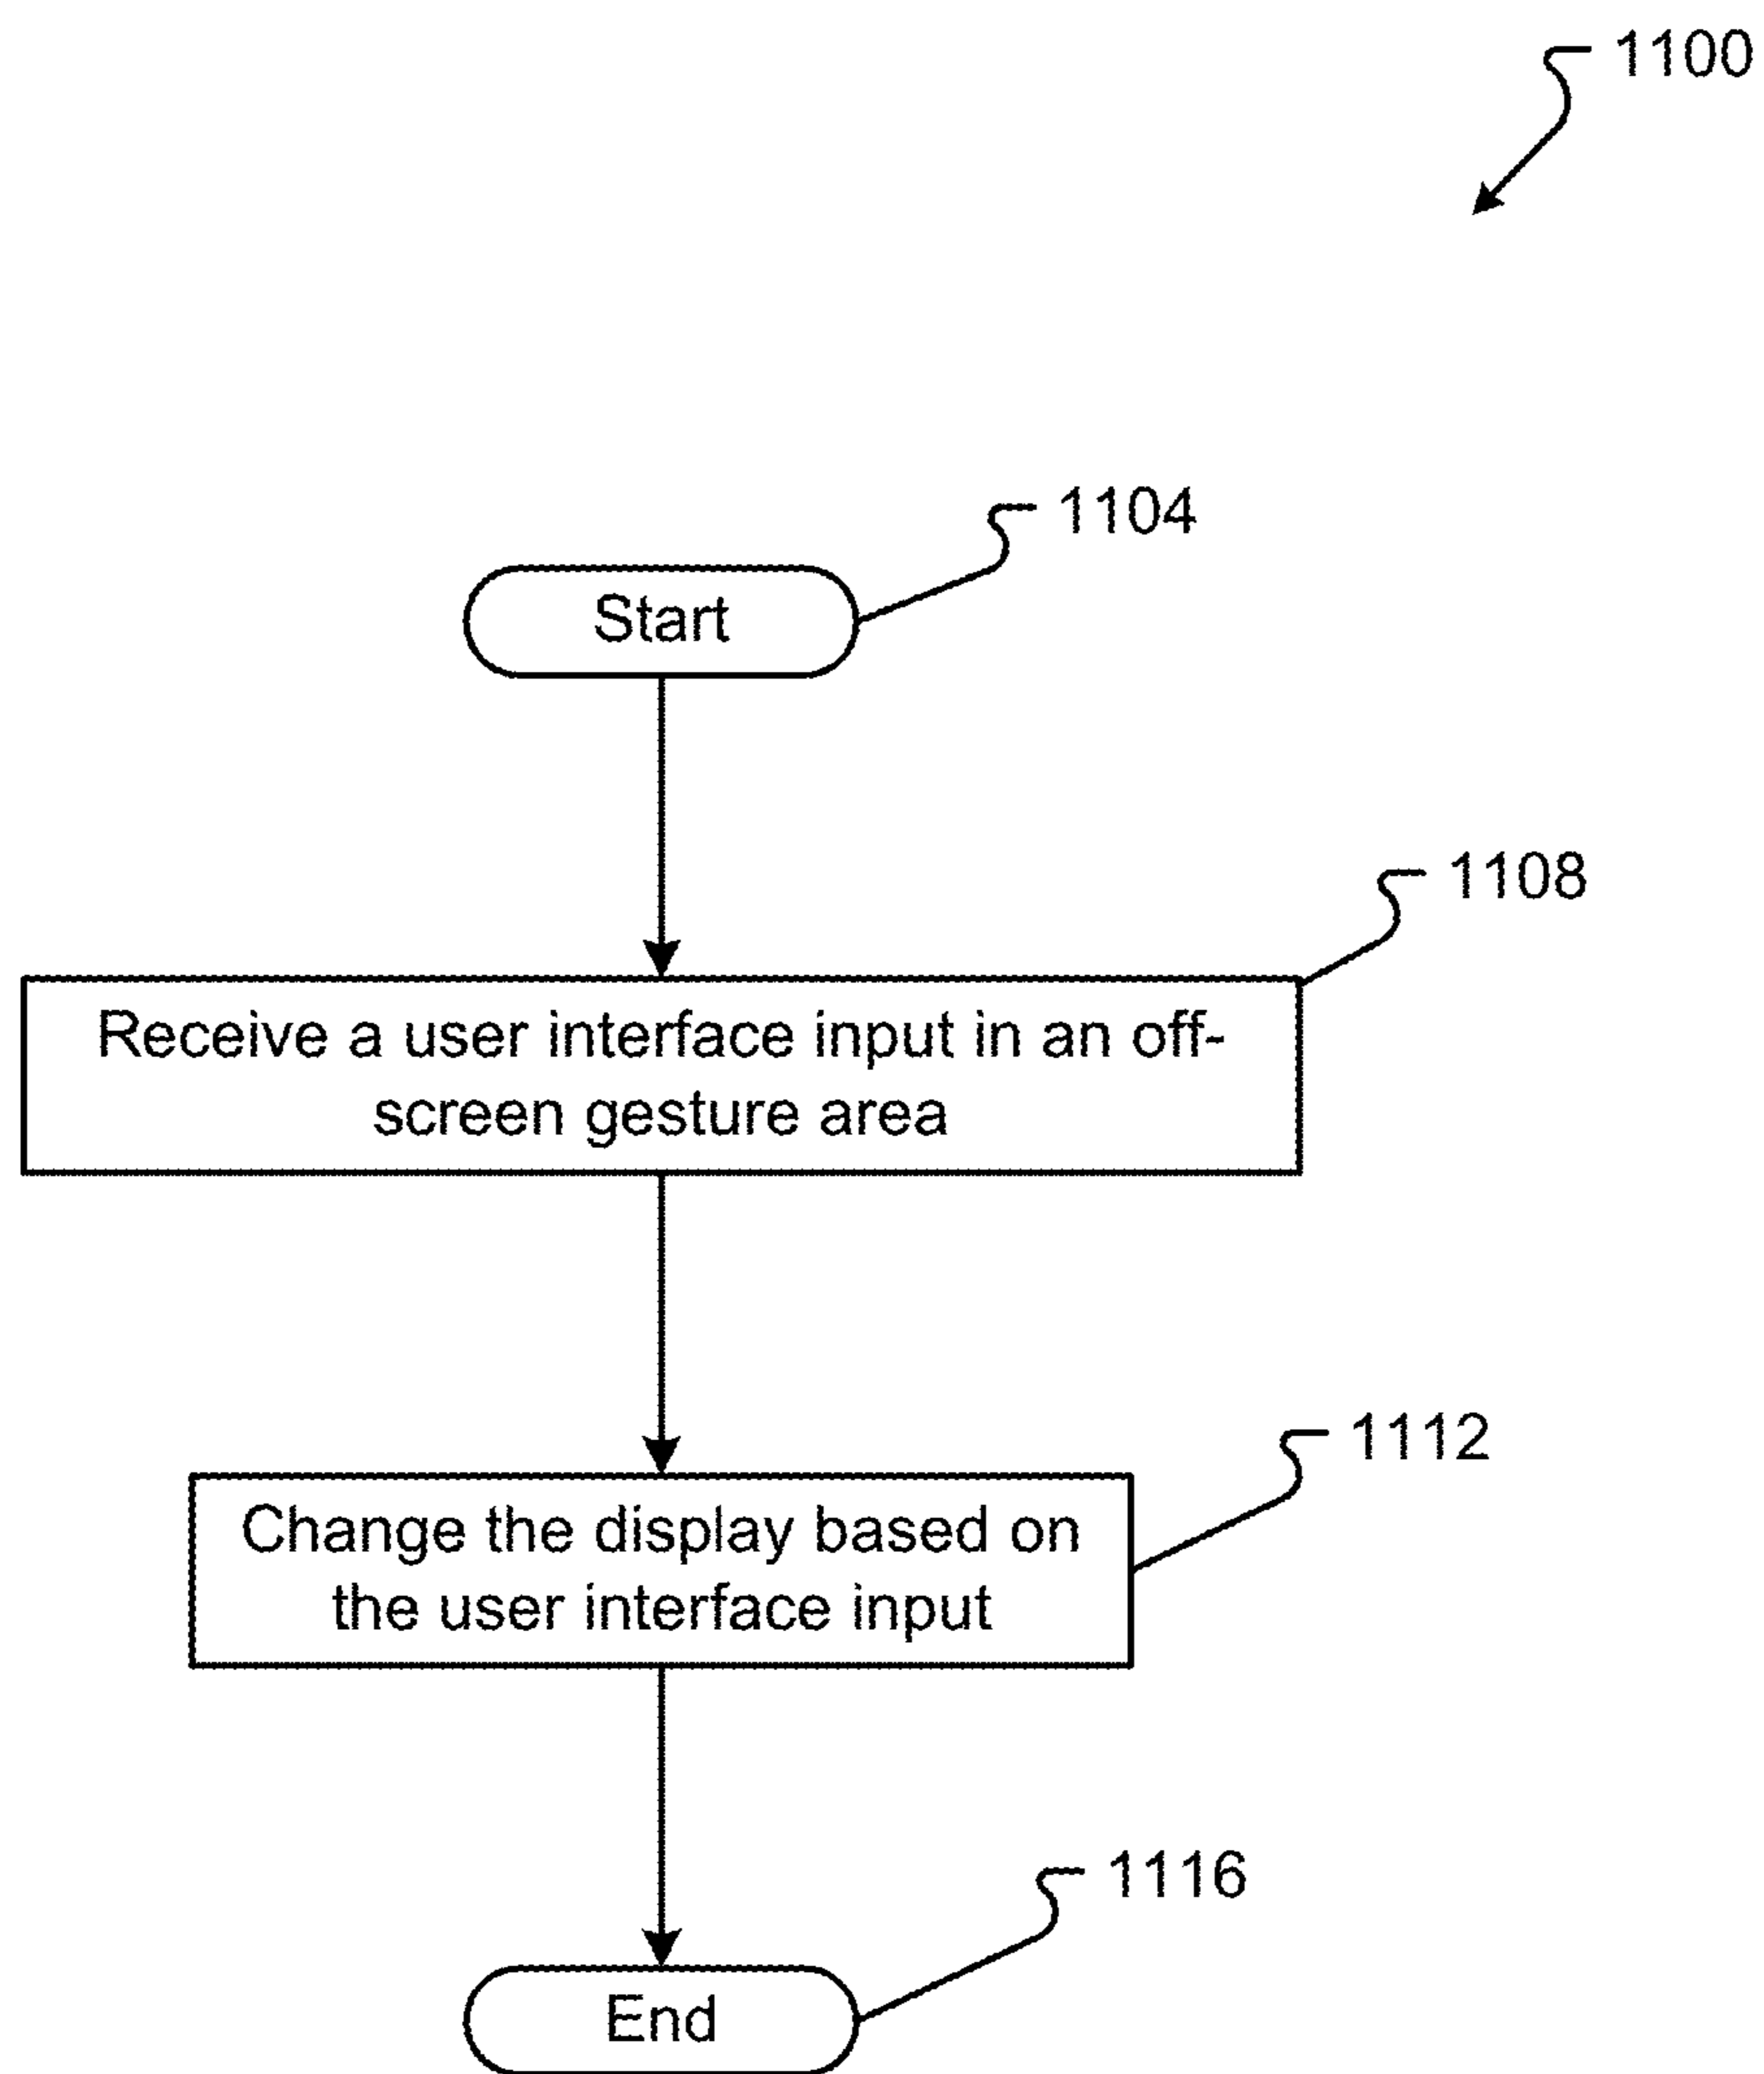 1100
1104
Start
1108
Receive a user interface input in an off-
screen gesture area
1112
Change the display based on
the user interface input
1116
End